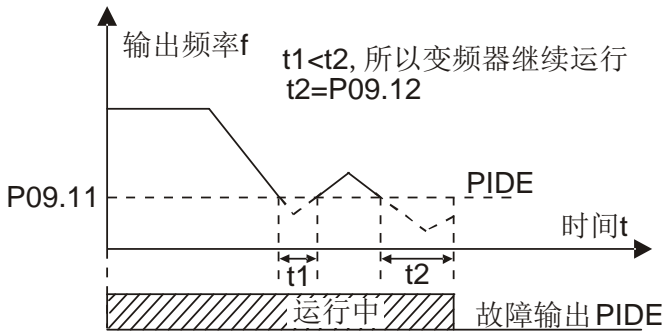 输出频率f
t1<t2, 所以变频器继续运行
t2=P09.12
P09.11
PIDE
时间t
t1
t2
运行中
故障输出PIDE